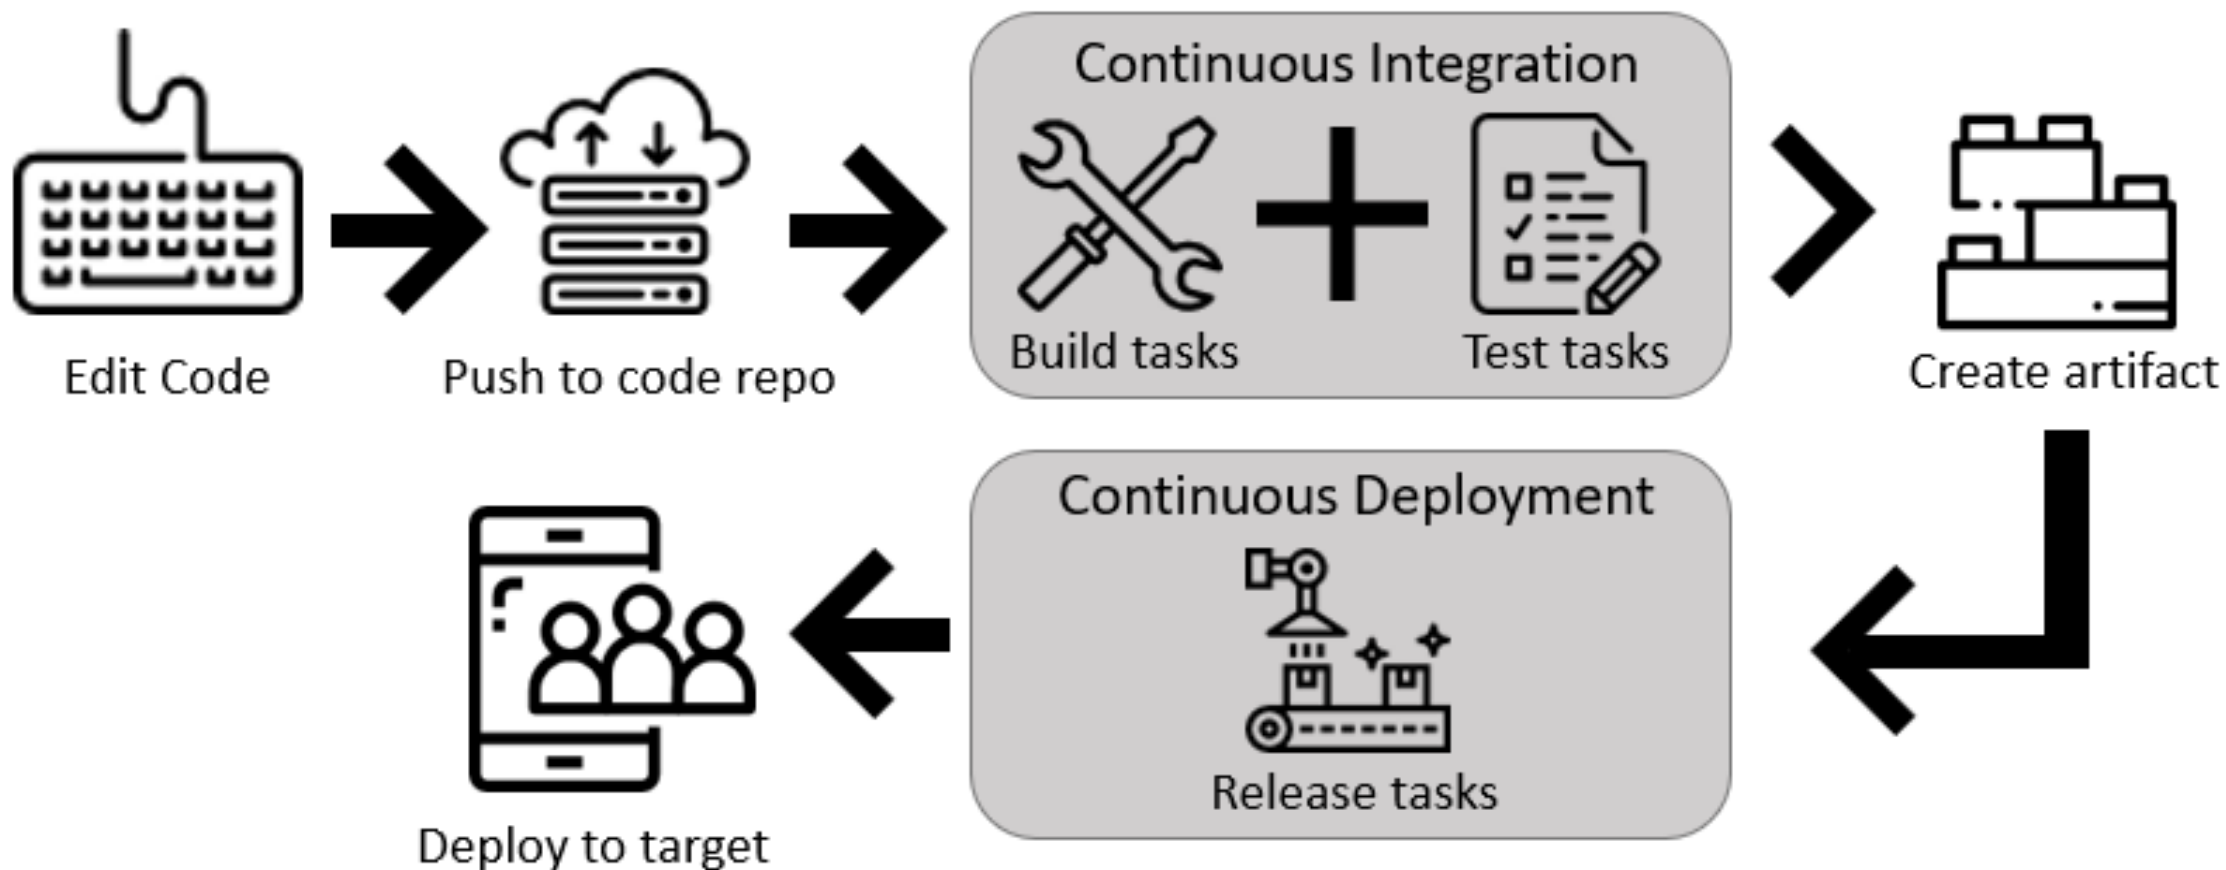 Continuous Integration
Build tasks
Test tasks
Edit Code
Push to code repo
Create artifact
Continuous Deployment
Release tasks
Deploy to target